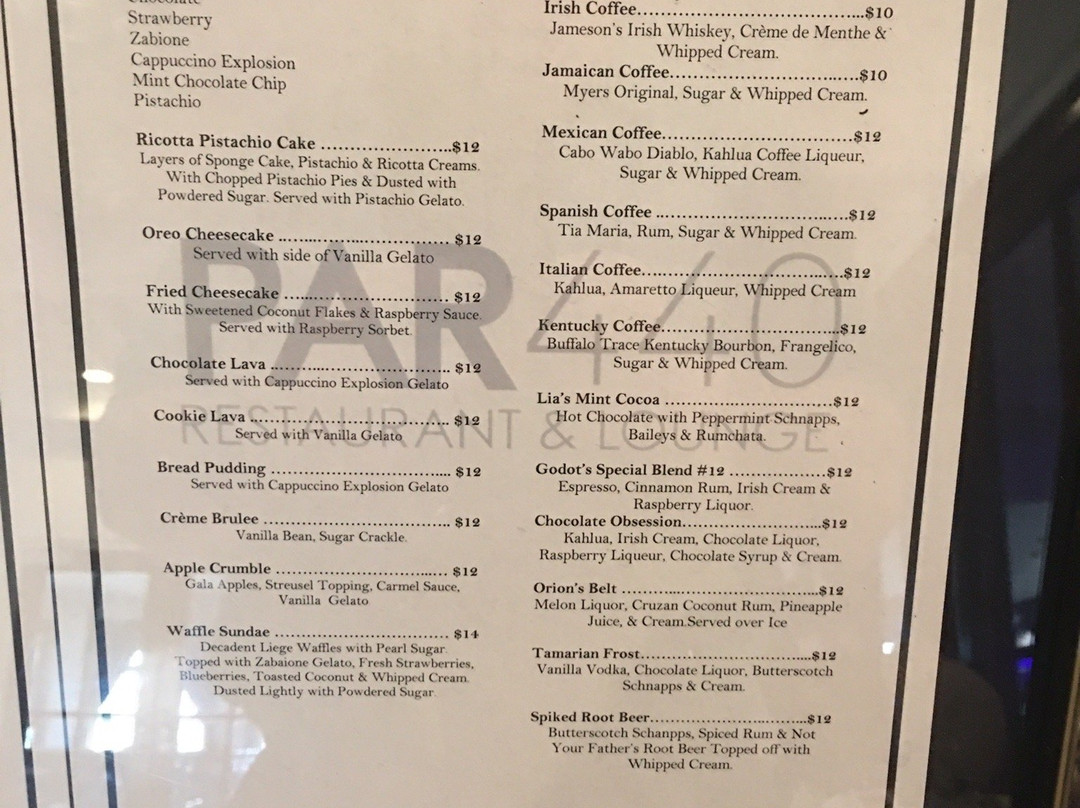 Chocolate
Strawberry
Zabione
Cappuccino Explosion
Mint Chocolate Chip
Pistachio
Ricotta Pistachio Cake ........................$12
Layers of Sponge Cake, Pistachio & Ricotta Creams.
With Chopped Pistachio Pies & Dusted with
Powdered Sugar. Served with Pistachio Gelato.
Oreo Cheesecake ................................ $12
Served with side of Vanilla Gelato
Fried Cheesecake ............................... $12
With Sweetened Coconut Flakes & Raspberry Sauce.
Served with Raspberry Sorbet.
Chocolate Lava .................................. $12
Served with Cappuccino Explosion Gelato
Cookie Lava ...................................... $12
Served with Vanilla Gelato
Bread Pudding ................................... $12
Served with Cappuccino Explosion Gelato
Crème Brulee .................................... $12
Vanilla Bean, Sugar Crackle.
Apple Crumble .................................. $12
Gala Apples, Streusel Topping, Carmel Sauce,
Vanilla Gelato
Waffle Sundae ................................... $14
Decadent Liege Waffles with Pearl Sugar
Topped with Zabaione Gelato, Fresh Strawberries,
Blueberries, Toasted Coconut & Whipped Cream.
Dusted Lightly with Powdered Sugar.
Irish Coffee..........................................$10
Jameson's Irish Whiskey, Crème de Menthe &
Whipped Cream.
Jamaican Coffee...................................$10
Myers Original, Sugar & Whipped Cream.
Mexican Coffee...................................$12
Cabo Wabo Diablo, Kahlua Coffee Liqueur,
Sugar & Whipped Cream.
Spanish Coffee ...................................$12
Tia Maria, Rum, Sugar & Whipped Cream.
Italian Coffee.....................................$12
Kahlua, Amaretto Liqueur, Whipped Cream
Kentucky Coffee.................................$12
Buffalo Trace Kentucky Bourbon, Frangelico,
Sugar & Whipped Cream.
Lia's Mint Cocoa ................................$12
Hot Chocolate with Peppermint Schnapps,
Baileys & Rumchata.
Godot's Special Blend #12 ..................$12
Espresso, Cinnamon Rum, Irish Cream &
Raspberry Liquor.
Chocolate Obsession...........................$12
Kahlua, Irish Cream, Chocolate Liquor,
Raspberry Liqueur, Chocolate Syrup & Cream.
Orion's Belt ......................................$12
Melon Liquor, Cruzan Coconut Rum, Pineapple
Juice, & Cream.Served over Ice
Tamarian Frost..................................$12
Vanilla Vodka, Chocolate Liquor, Butterscotch
Schnapps & Cream.
Spiked Root Beer...............................$12
Butterscotch Schanpps, Spiced Rum & Not
Your Father's Root Beer Topped off with
Whipped Cream.
PAR440
RESTAURANT & LOUNGE